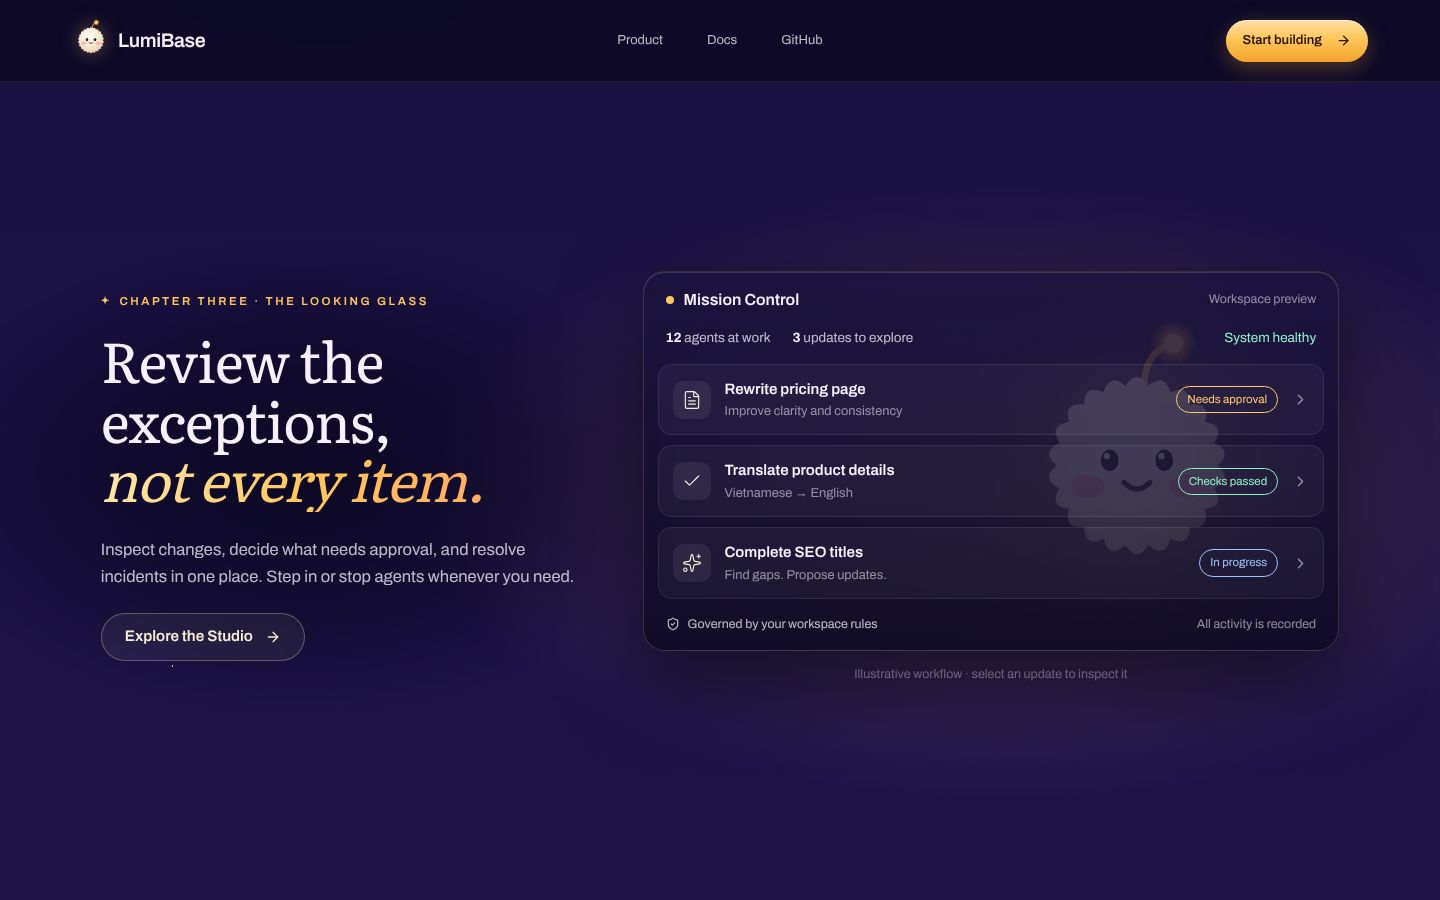 LumiBase
Product
Docs
GitHub
Start building →
✦ CHAPTER THREE · THE LOOKING GLASS
Review the
exceptions,
not every item.
Inspect changes, decide what needs approval, and resolve
incidents in one place. Step in or stop agents whenever you need.
Explore the Studio →
Mission Control
Workspace preview
12 agents at work
3 updates to explore
System healthy
Rewrite pricing page
Improve clarity and consistency
Needs approval
Translate product details
Vietnamese → English
Checks passed
Complete SEO titles
Find gaps. Propose updates.
In progress
Governed by your workspace rules
All activity is recorded
Illustrative workflow · select an update to inspect it